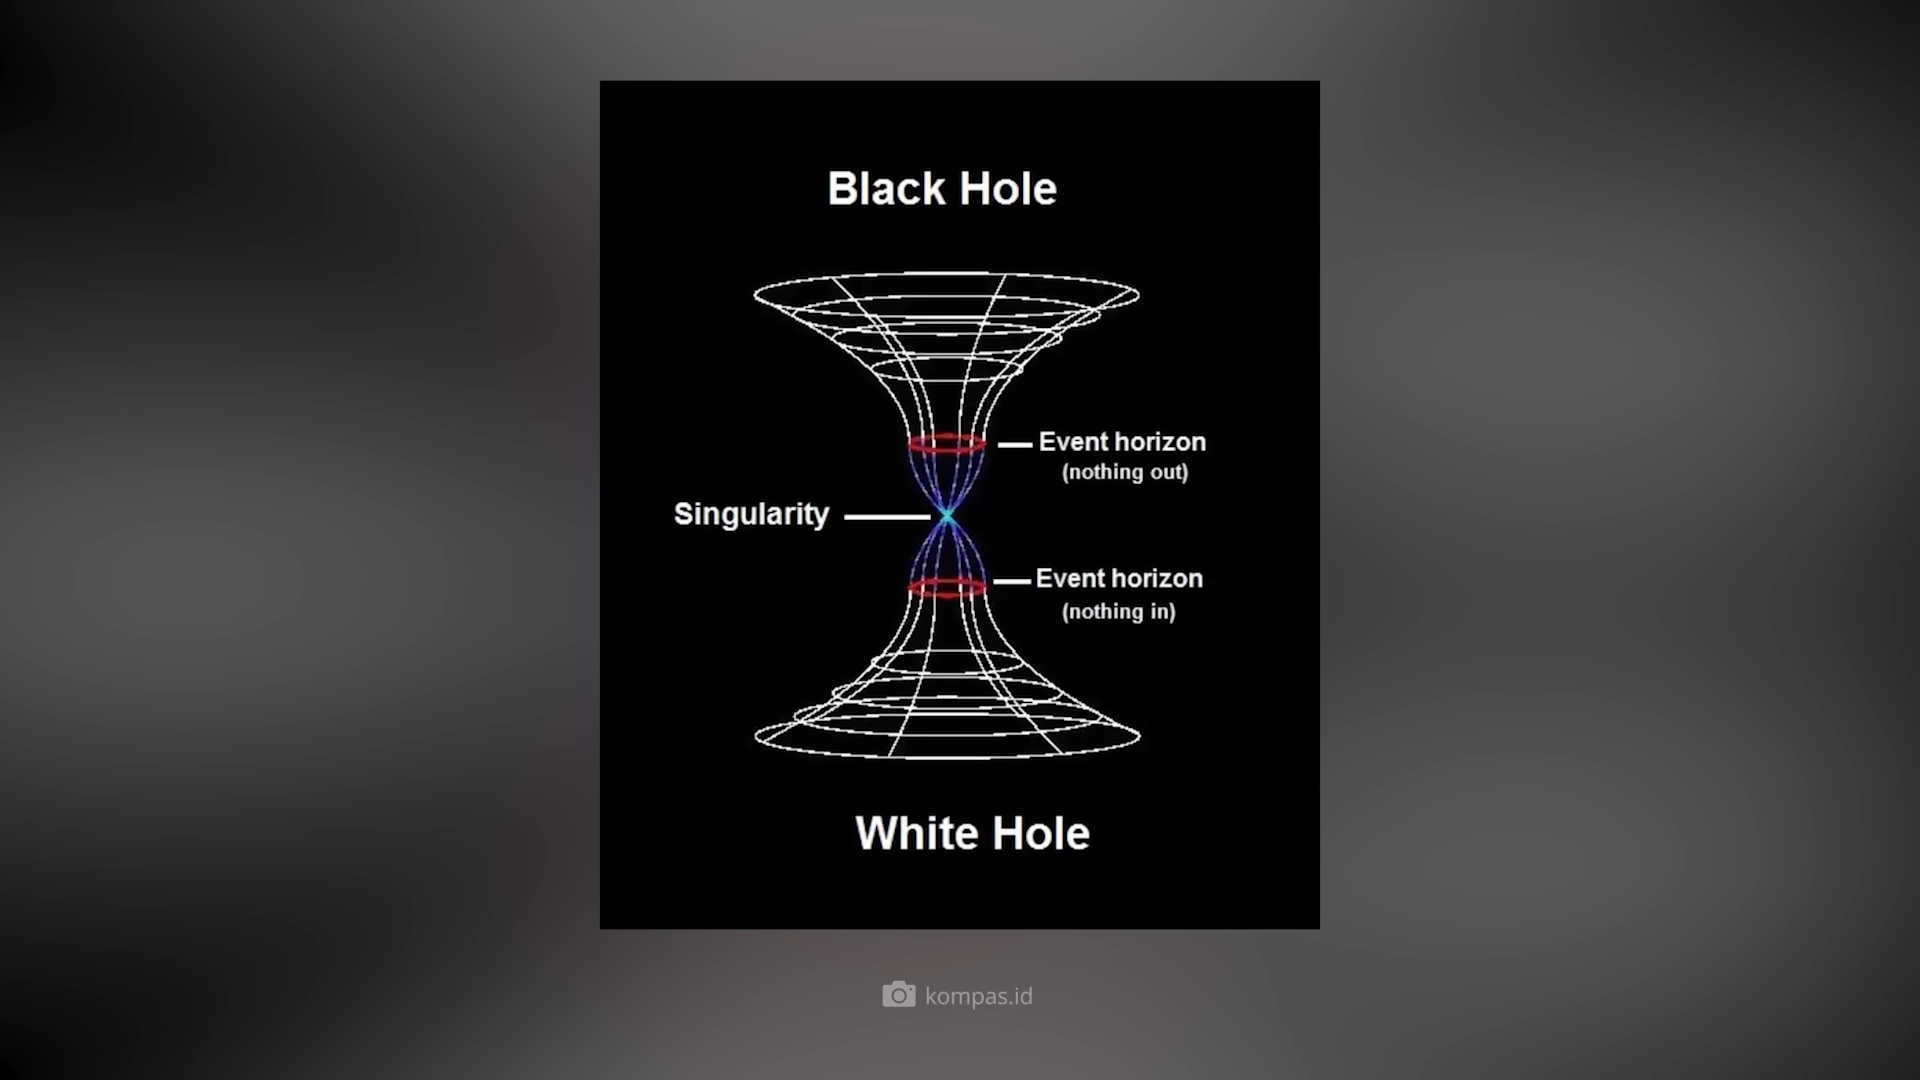 Black Hole
Event horizon
(nothing out)
Singularity
Event horizon
(nothing in)
White Hole
kompas.id